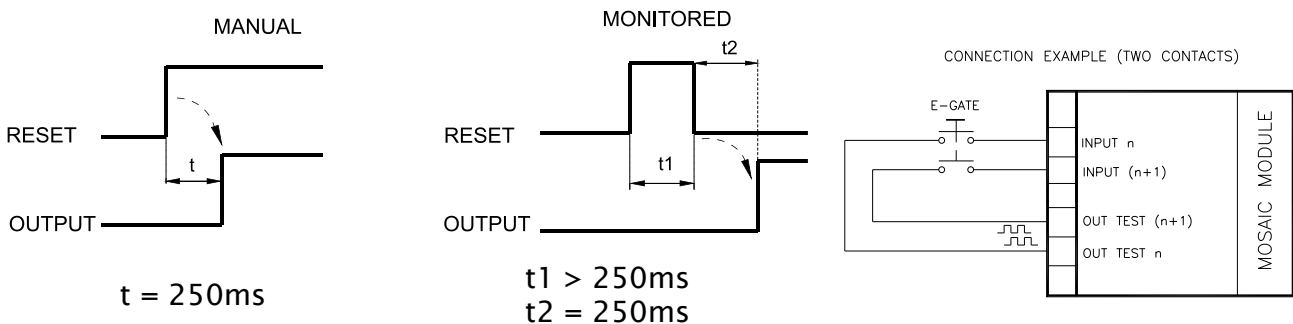 MANUAL
RESET
t
OUTPUT
t = 250ms
MONITORED
t2
RESET
t1
OUTPUT
t1 > 250ms
t2 = 250ms
CONNECTION EXAMPLE (TWO CONTACTS)
E-GATE
INPUT n
INPUT (n+1)
OUT TEST (n+1)
OUT TEST n
MOSAIC MODULE